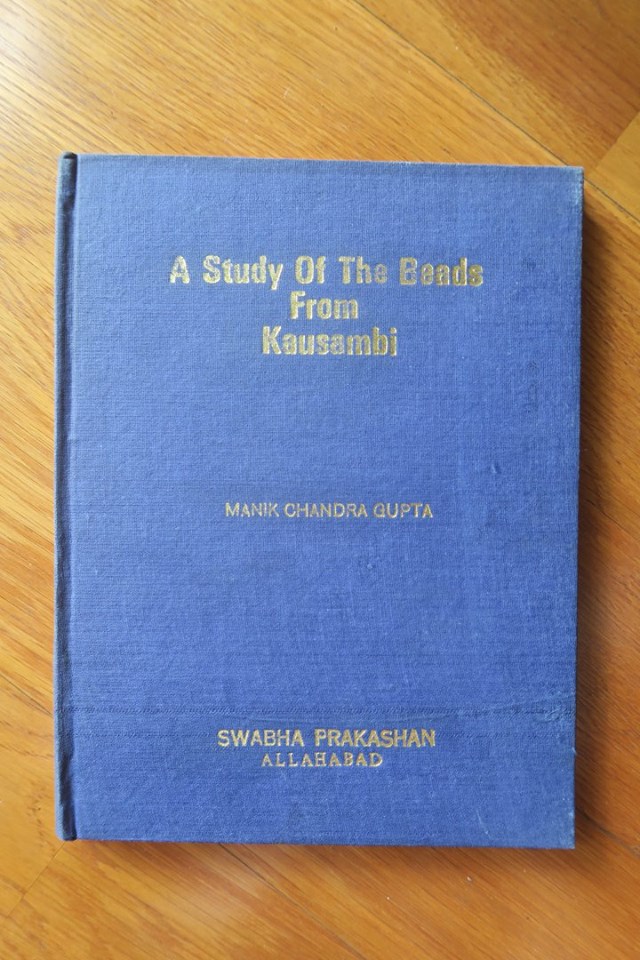 A Study Of The Beads
From
Kausambi
MANIK CHANDRA GUPTA
SWABHA PRAKASHAN
ALLAHABAD